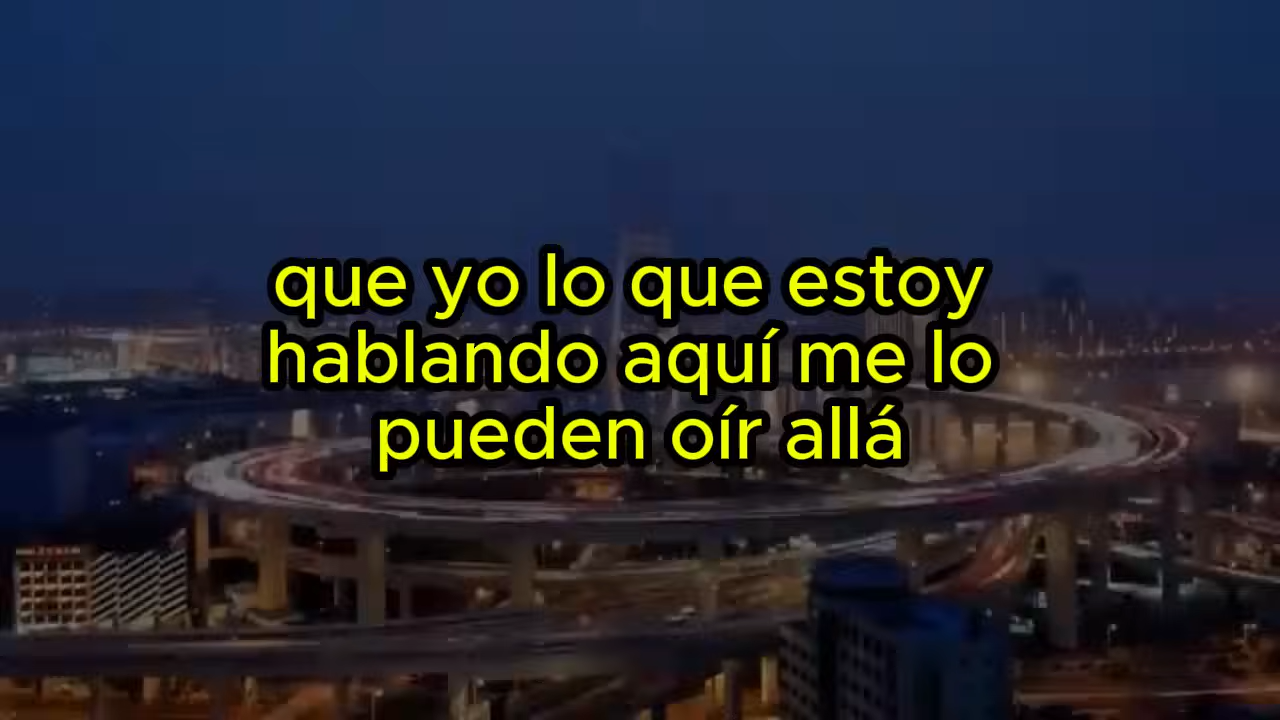 que yo lo que estoy
hablando aquí me lo
pueden oír allá